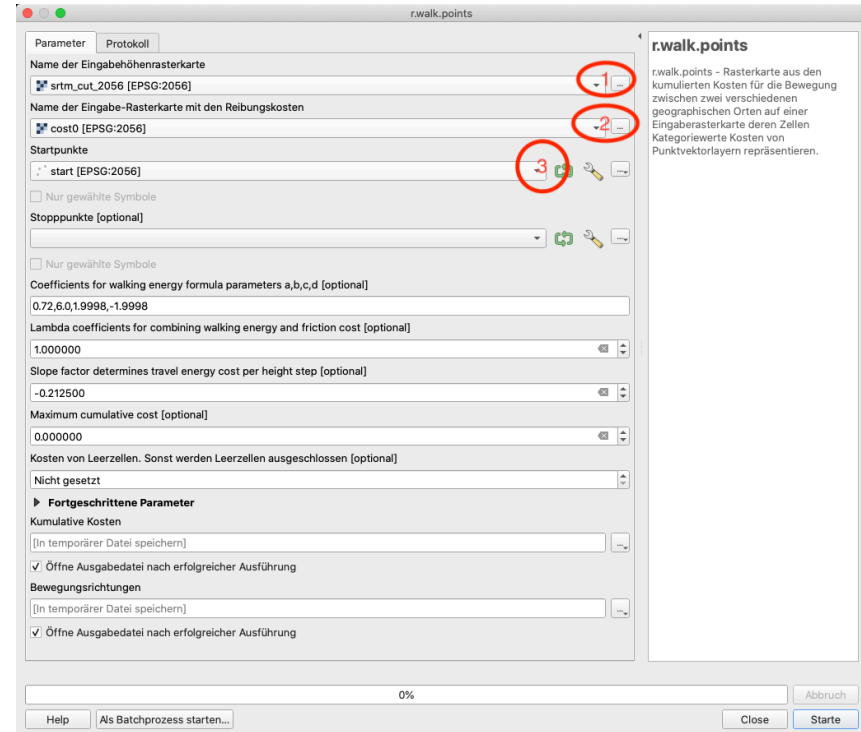 r.walk.points
Parameter
Protokoll
Name der Eingabehöhenrasterkarte
srtm_cut_2056 [EPSG:2056]
1
...
Name der Eingabe-Rasterkarte mit den Reibungskosten
cost0 [EPSG:2056]
2
...
Startpunkte
start [EPSG:2056]
3
...
Nur gewählte Symbole
Stopppunkte [optional]
...
Nur gewählte Symbole
Coefficients for walking energy formula parameters a,b,c,d [optional]
0.72,6.0,1.9998,-1.9998
Lambda coefficients for combining walking energy and friction cost [optional]
1.000000
Slope factor determines travel energy cost per height step [optional]
-0.212500
Maximum cumulative cost [optional]
0.000000
Kosten von Leerzellen. Sonst werden Leerzellen ausgeschlossen [optional]
Nicht gesetzt
Fortgeschrittene Parameter
Kumulative Kosten
[In temporärer Datei speichern]
...
Öffne Ausgabedatei nach erfolgreicher Ausführung
Bewegungsrichtungen
[In temporärer Datei speichern]
...
Öffne Ausgabedatei nach erfolgreicher Ausführung
r.walk.points
r.walk.points - Rasterkarte aus den
kumulierten Kosten für die Bewegung
zwischen zwei verschiedenen
geographischen Orten auf einer
Eingaberasterkarte deren Zellen
Kategoriewerte Kosten von
Punktvektorlayern repräsentieren.
0%
Abbruch
Help
Als Batchprozess starten...
Close
Starte